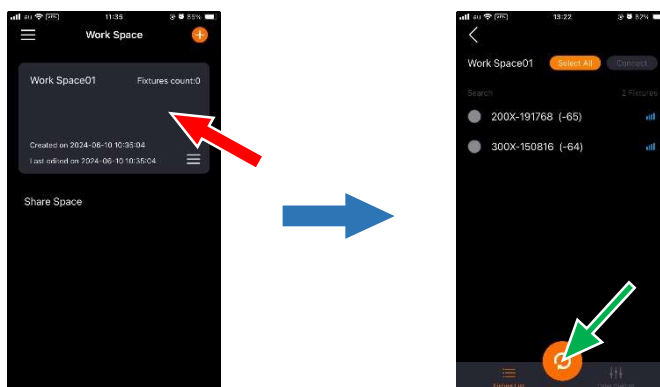 11:35
85%
Work Space
Work Space01 Fixtures count:0
Created on 2024-06-10 10:35:04
Last edited on 2024-06-10 10:35:04
Share Space
13:22
82%
Work Space01 Select All Connect
Search 2 Fixtures
200X-191768 (-65)
300X-150816 (-64)